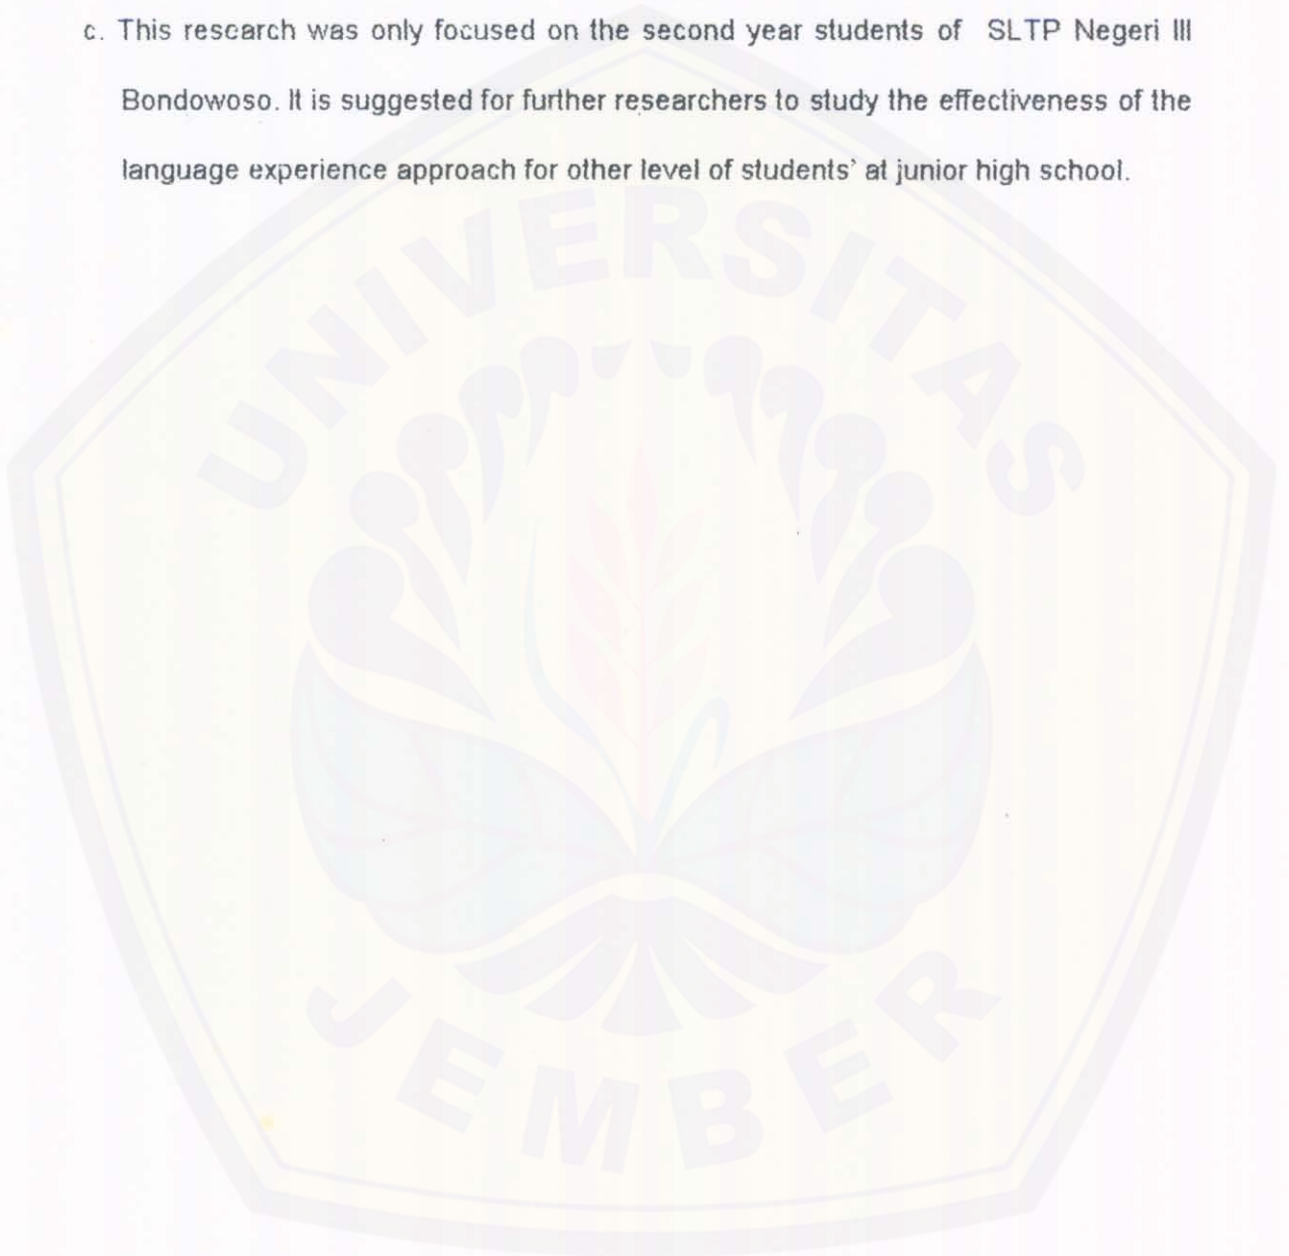 c. This research was only focused on the second year students of SLTP Negeri III
Bondowoso. It is suggested for further researchers to study the effectiveness of the
language experience approach for other level of students' at junior high school.
UNIVERSITAS
JEMBER